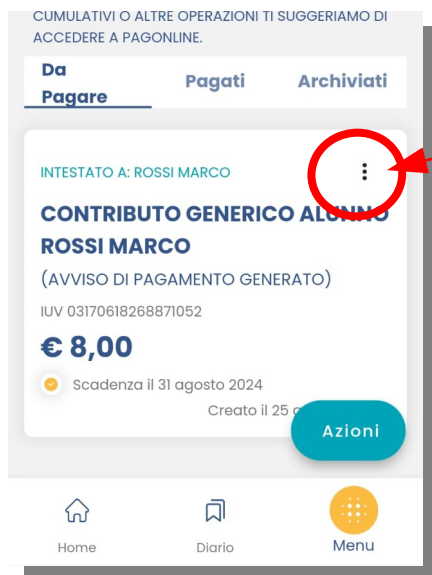 CUMULATIVI O ALTRE OPERAZIONI TI SUGGERIAMO DI
ACCEDERE A PAGONLINE.
Da Pagare
Pagati
Archiviati
INTESTATO A: ROSSI MARCO
CONTRIBUTO GENERICO ALUNNO
ROSSI MARCO
(AVVISO DI PAGAMENTO GENERATO)
IUV 03170618268871052
€ 8,00
Scadenza il 31 agosto 2024
Creato il 25
Azioni
Home
Diario
Menu